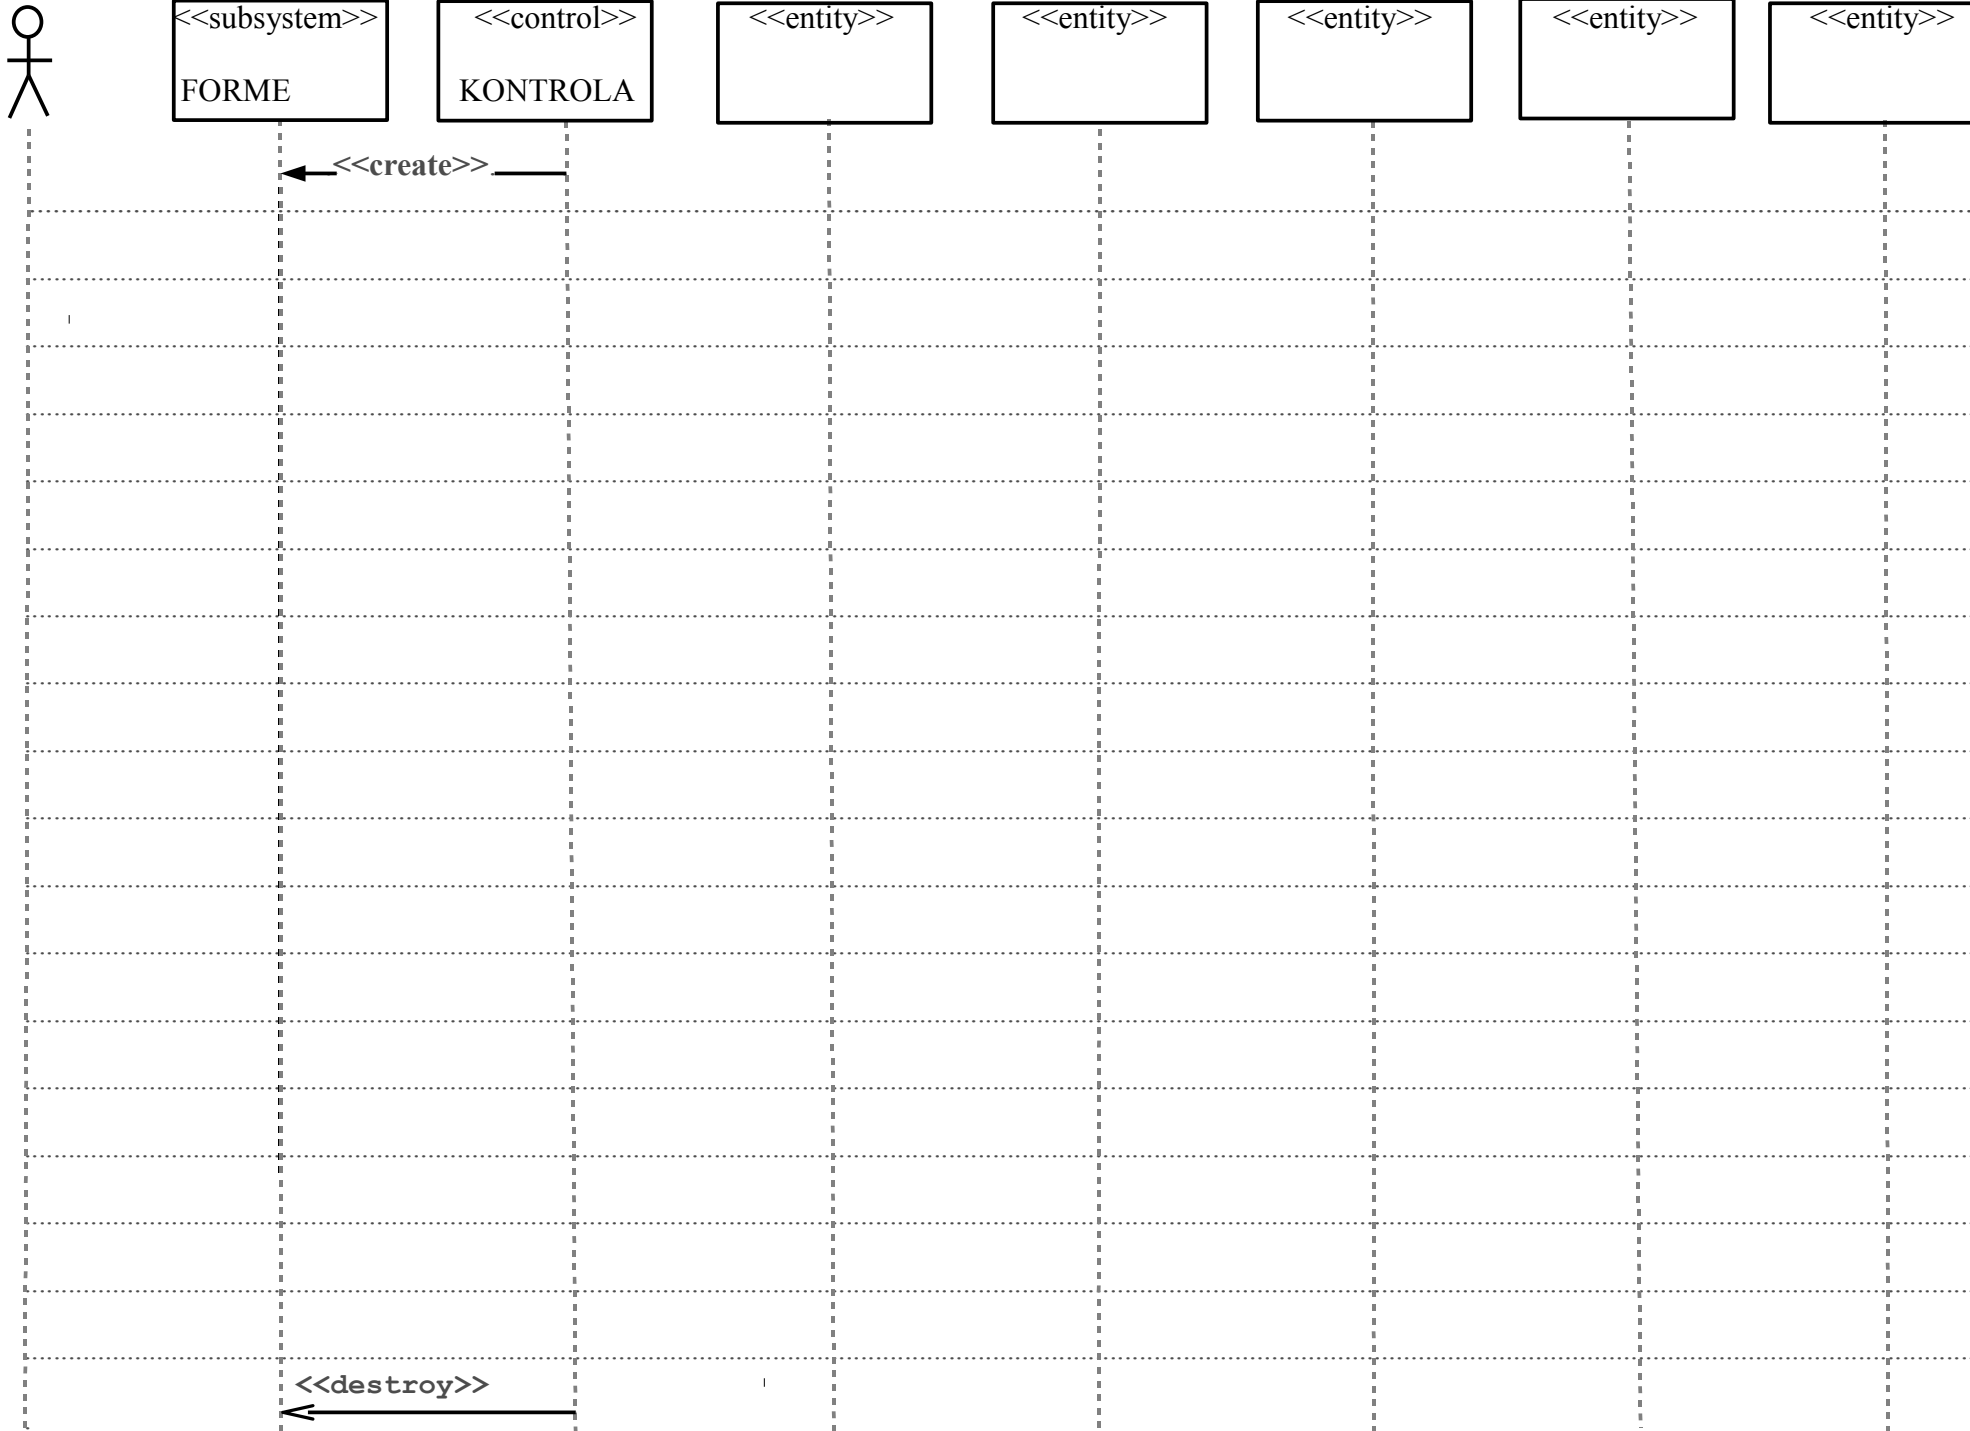 <<subsystem>>
FORME
<<control>>
KONTROLA
<<entity>>
<<entity>>
<<entity>>
<<entity>>
<<entity>>
<<create>>
<<destroy>>